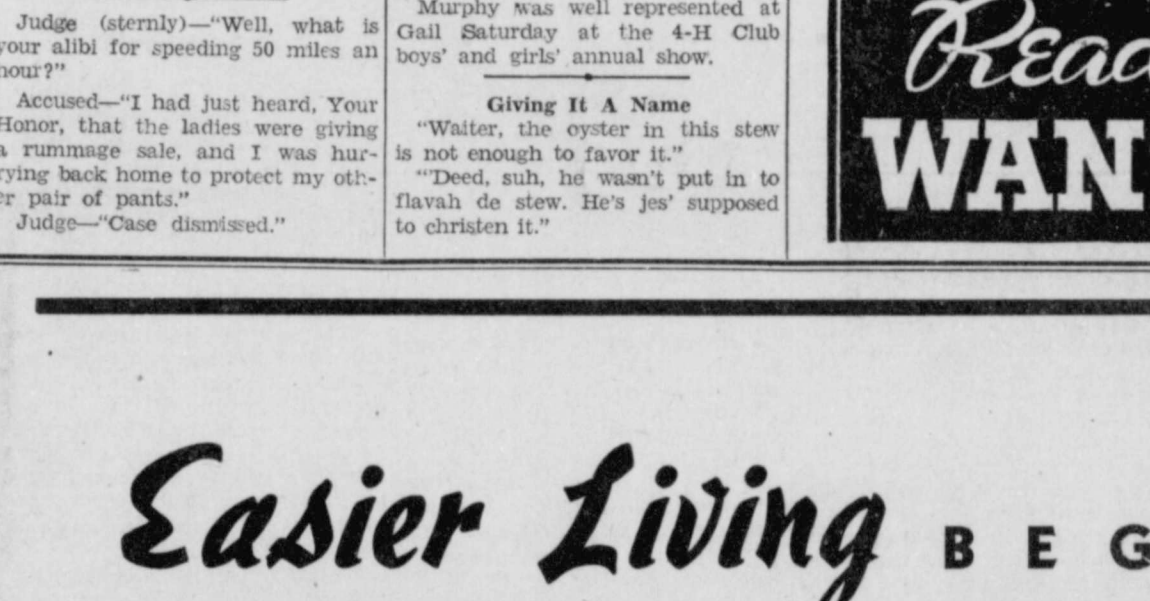 Judge (sternly)—“Well, what is
your alibi for speeding 50 miles an
hour?”
Accused—“I had just heard, Your
Honor, that the ladies were giving
a rummage sale, and I was hur-
rying back home to protect my oth-
er pair of pants.”
Judge—“Case dismissed.”
Murphy was well represented at
Gail Saturday at the 4-H Club
boys’ and girls’ annual show.
Giving It A Name
“Waiter, the oyster in this stew
is not enough to favor it.”
“’Deed, suh, he wasn’t put in to
flavah de stew. He’s jes’ supposed
to christen it.”
Read
WAN
Easier Living BEG